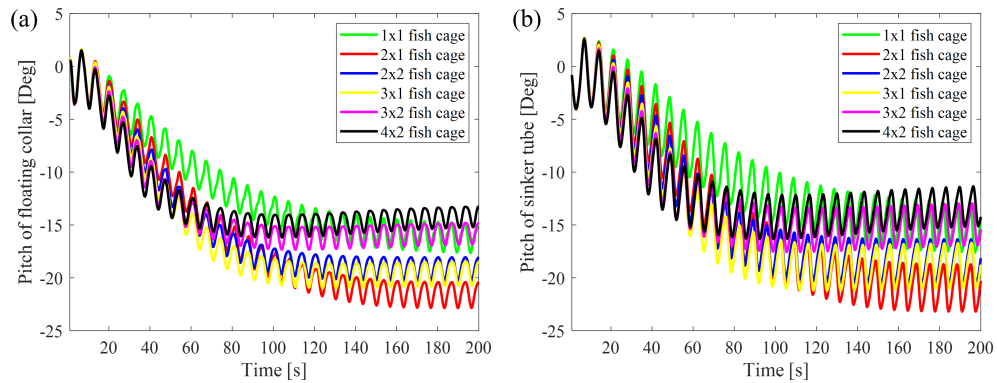 (a)
Pitch of floating collar [Deg]
5
0
-5
-10
-15
-20
-25
1x1 fish cage
2x1 fish cage
2x2 fish cage
3x1 fish cage
3x2 fish cage
4x2 fish cage
20 40 60 80 100 120 140 160 180 200
Time [s]
(b)
Pitch of sinker tube [Deg]
5
0
-5
-10
-15
-20
-25
1x1 fish cage
2x1 fish cage
2x2 fish cage
3x1 fish cage
3x2 fish cage
4x2 fish cage
20 40 60 80 100 120 140 160 180 200
Time [s]